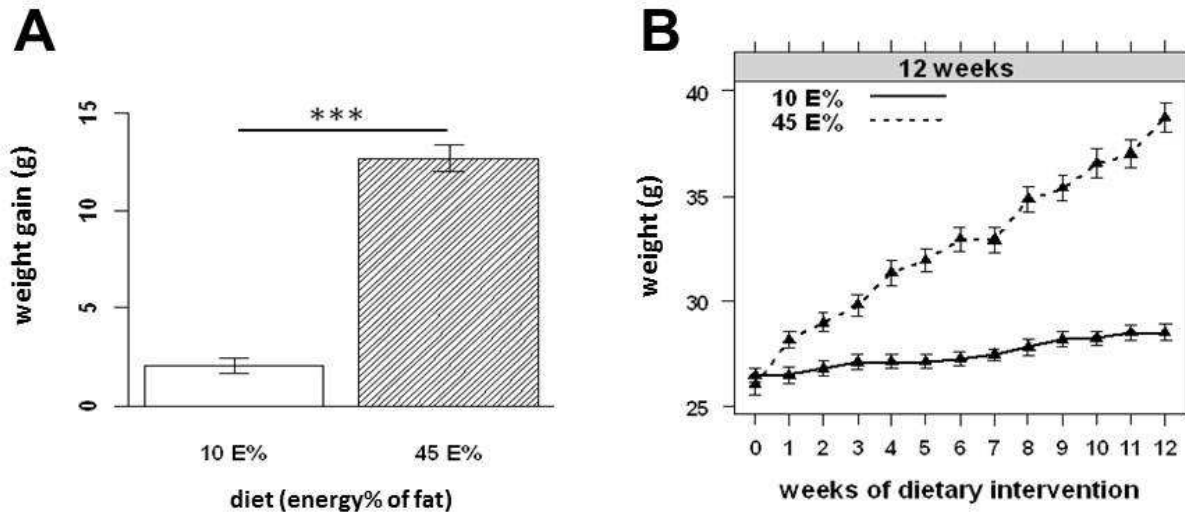 A
***
15
10
5
0
weight gain (g)
10 E%
45 E%
diet (energy% of fat)
B
12 weeks
10 E%
45 E%
40
35
30
25
weight (g)
0 1 2 3 4 5 6 7 8 9 10 11 12
weeks of dietary intervention